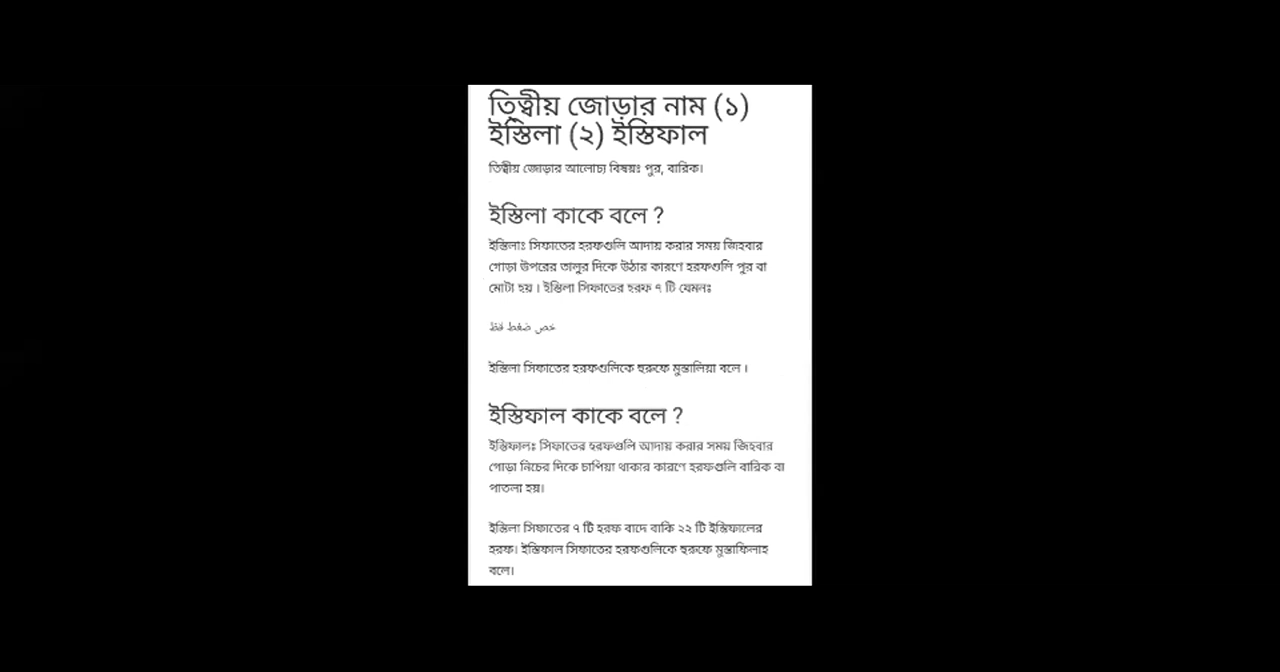 তিত্বীয় জোড়ার নাম (১)
ইস্তিলা (২) ইস্তিফাল
তিত্বীয় জোড়ার আলোচ্য বিষয়ঃ পুর, বারিক।
ইস্তিলা কাকে বলে ?
ইস্তিলাঃ সিফাতের হরফগুলি আদায় করার সময় জিহবার
গোড়া উপরের তালুর দিকে উঠার কারণে হরফগুলি পুর বা
মোটা হয় । ইস্তিলা সিফাতের হরফ ৭ টি যেমনঃ
خص ضغط قظ
ইস্তিলা সিফাতের হরফগুলিকে হুরুফে মুস্তালিয়া বলে ।
ইস্তিফাল কাকে বলে ?
ইস্তিফালঃ সিফাতের হরফগুলি আদায় করার সময় জিহবার
গোড়া নিচের দিকে চাপিয়া থাকার কারণে হরফগুলি বারিক বা
পাতলা হয়।
ইস্তিলা সিফাতের ৭ টি হরফ বাদে বাকি ২২ টি ইস্তিফালের
হরফ। ইস্তিফাল সিফাতের হরফগুলিকে হুরুফে মুস্তাফিলাহ
বলে।